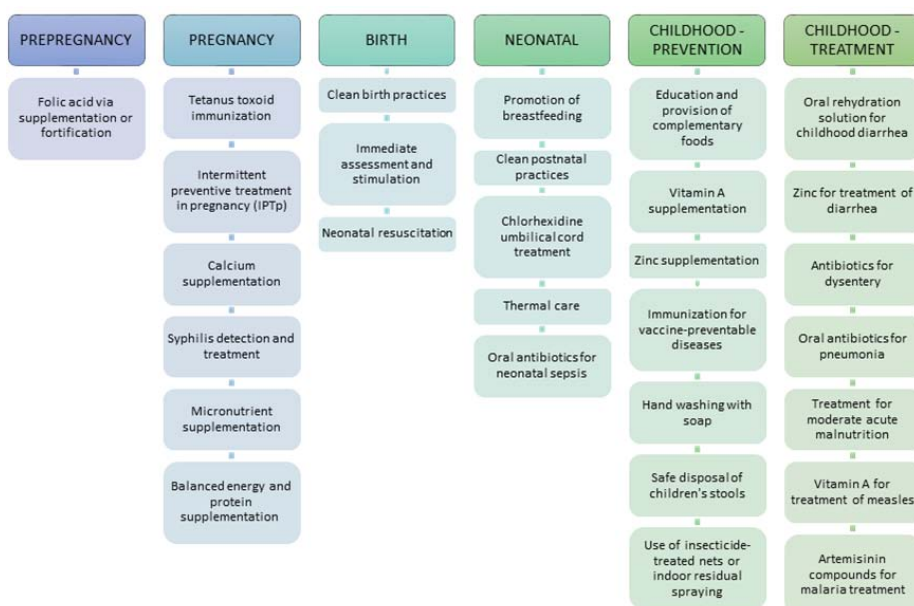 PREPREGNANCY
Folic acid via
supplementation or
fortification
PREGNANCY
Tetanus toxoid
immunization
Intermittent
preventive treatment
in pregnancy (IPTp)
Calcium
supplementation
Syphilis detection and
treatment
Micronutrient
supplementation
Balanced energy and
protein
supplementation
BIRTH
Clean birth practices
Immediate
assessment and
stimulation
Neonatal resuscitation
NEONATAL
Promotion of
breastfeeding
Clean postnatal
practices
Chlorhexidine
umbilical cord
treatment
Thermal care
Oral antibiotics for
neonatal sepsis
CHILDHOOD -
PREVENTION
Education and
provision of
complementary
foods
Vitamin A
supplementation
Zinc supplementation
Immunization for
vaccine-preventable
diseases
Hand washing with
soap
Safe disposal of
children's stools
Use of insecticide-
treated nets or
indoor residual
spraying
CHILDHOOD -
TREATMENT
Oral rehydration
solution for
childhood diarrhea
Zinc for treatment of
diarrhea
Antibiotics for
dysentery
Oral antibiotics for
pneumonia
Treatment for
moderate acute
malnutrition
Vitamin A for
treatment of measles
Artemisinin
compounds for
malaria treatment